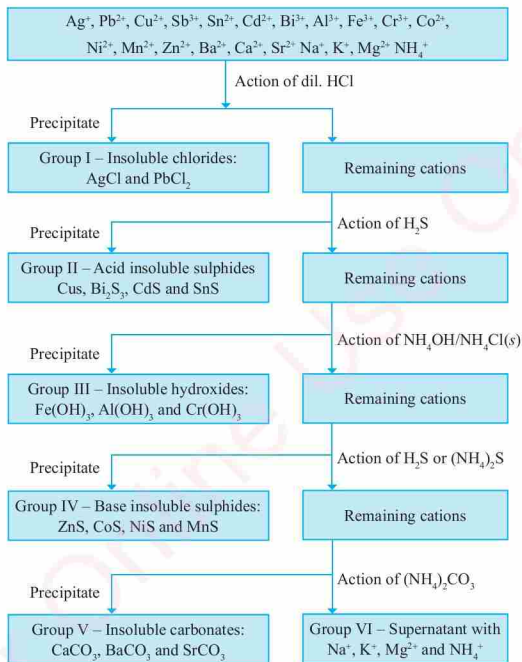 Ag⁺, Pb²⁺, Cu²⁺, Sb³⁺, Sn²⁺, Cd²⁺, Bi³⁺, Al³⁺, Fe³⁺, Cr³⁺, Co²⁺,
Ni²⁺, Mn²⁺, Zn²⁺, Ba²⁺, Ca²⁺, Sr²⁺ Na⁺, K⁺, Mg²⁺ NH₄⁺
Action of dil. HCl
Precipitate
Group I – Insoluble chlorides:
AgCl and PbCl₂
Remaining cations
Action of H₂S
Precipitate
Group II – Acid insoluble sulphides
Cus, Bi₂S₃, CdS and SnS
Remaining cations
Action of NH₄OH/NH₄Cl(s)
Precipitate
Group III – Insoluble hydroxides:
Fe(OH)₃, Al(OH)₃ and Cr(OH)₃
Remaining cations
Action of H₂S or (NH₄)₂S
Precipitate
Group IV – Base insoluble sulphides:
ZnS, CoS, NiS and MnS
Remaining cations
Action of (NH₄)₂CO₃
Precipitate
Group V – Insoluble carbonates:
CaCO₃, BaCO₃ and SrCO₃
Group VI – Supernatant with
Na⁺, K⁺, Mg²⁺ and NH₄⁺